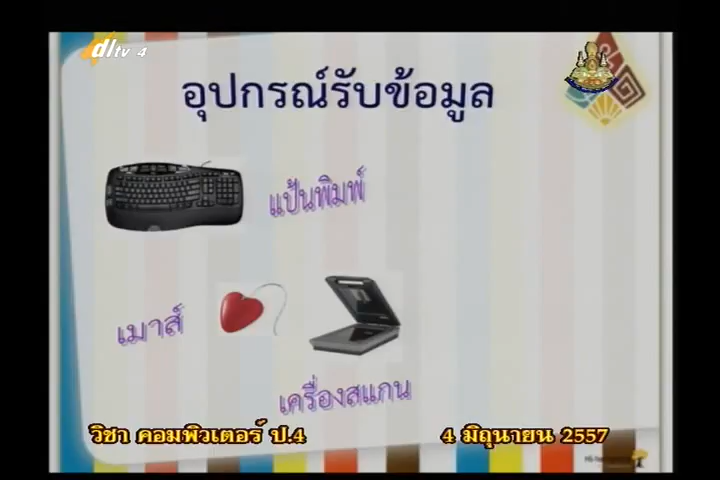 dltv 4
อุปกรณ์รับข้อมูล
แป้นพิมพ์
เมาส์
เครื่องสแกน
วิชา คอมพิวเตอร์ ป.4
4 มิถุนายน 2557